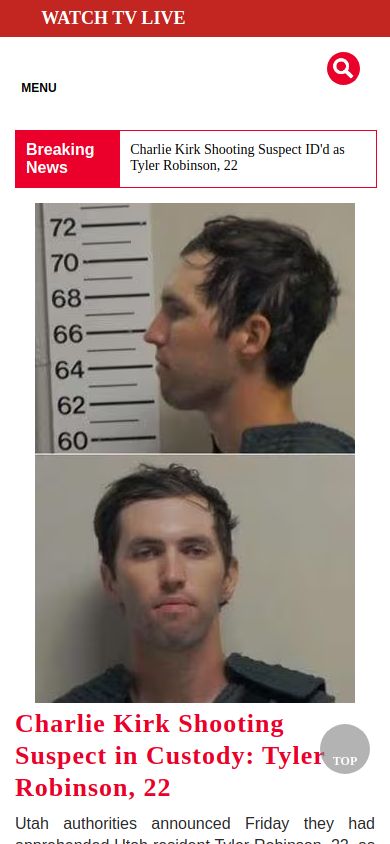 WATCH TV LIVE
MENU
Breaking
News
Charlie Kirk Shooting Suspect ID'd as
Tyler Robinson, 22
72
70
68
66
64
62
60
Charlie Kirk Shooting
Suspect in Custody: Tyler
Robinson, 22
TOP
Utah authorities announced Friday they had
apprehended Utah resident Tyler Robinson, 22, as